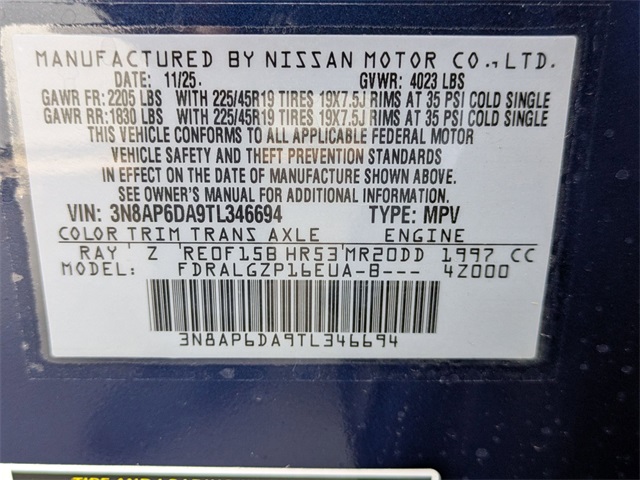 MANUFACTURED BY NISSAN MOTOR CO., LTD.
DATE: 11/25. GVWR: 4023 LBS
GAWR FR: 2205 LBS WITH 225/45R19 TIRES 19X7.5J RIMS AT 35 PSI COLD SINGLE
GAWR RR: 1830 LBS WITH 225/45R19 TIRES 19X7.5J RIMS AT 35 PSI COLD SINGLE
THIS VEHICLE CONFORMS TO ALL APPLICABLE FEDERAL MOTOR
VEHICLE SAFETY AND THEFT PREVENTION STANDARDS
IN EFFECT ON THE DATE OF MANUFACTURE SHOWN ABOVE.
SEE OWNER'S MANUAL FOR ADDITIONAL INFORMATION.
VIN: 3N8AP6DA9TL346694 TYPE: MPV
COLOR TRIM TRANS AXLE ENGINE
RAY Z RE0F15B HR53 MR20DD 1997 CC
MODEL: FDRALGZP16EUA-B--- 4Z000
3N8AP6DA9TL346694